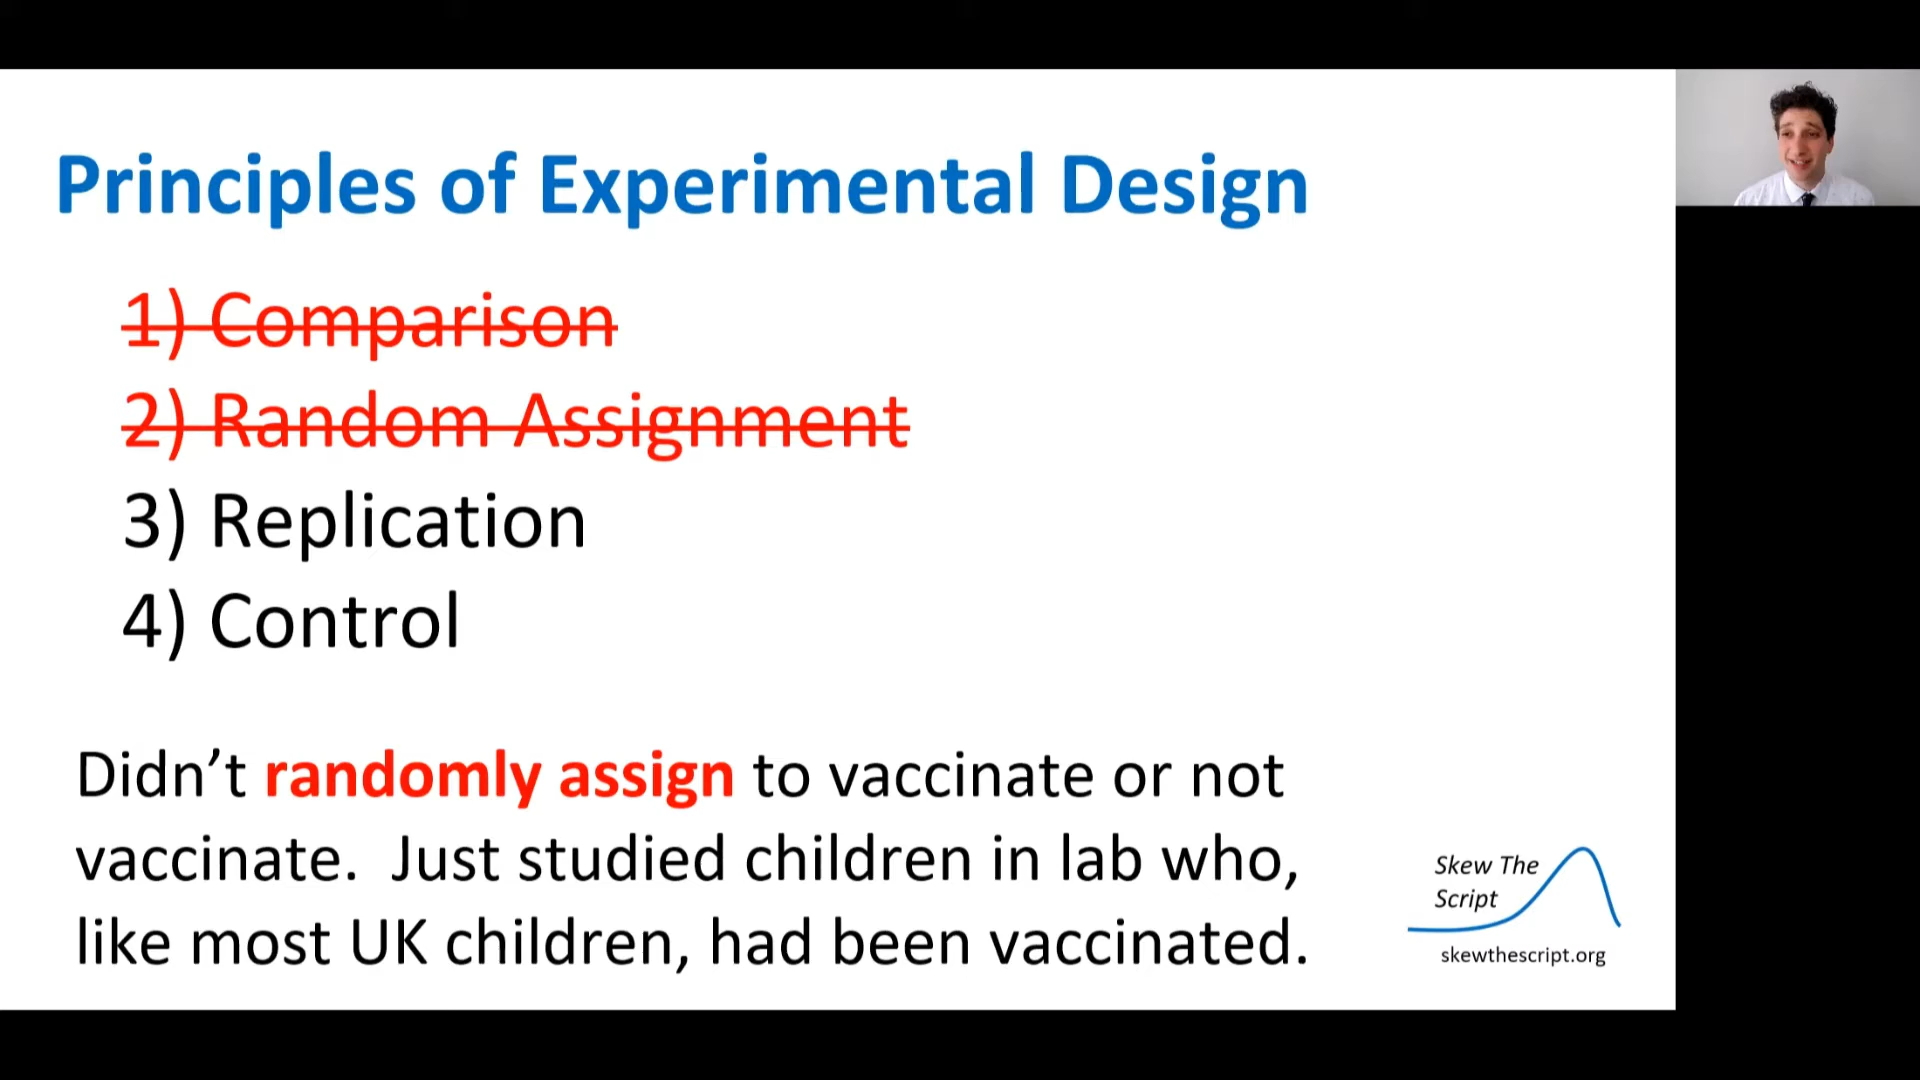 Principles of Experimental Design
1) Comparison
2) Random Assignment
3) Replication
4) Control
Didn’t randomly assign to vaccinate or not
vaccinate.  Just studied children in lab who,
like most UK children, had been vaccinated.
Skew The
Script
skewthescript.org